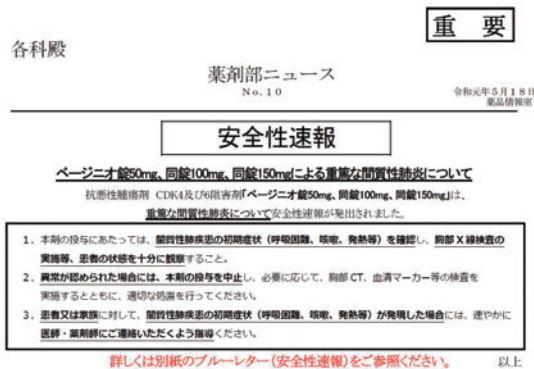 重 要
各科殿
薬剤部ニュース
No.10
令和元年5月18日
薬品情報室
安全性速報
ベージニオ錠50mg、同錠100mg、同錠150mgによる重篤な間質性肺炎について
抗悪性腫瘍剤 CDK4及び6阻害剤「ベージニオ錠50mg、同錠100mg、同錠150mg」は、
重篤な間質性肺炎について安全性速報が発出されました。
1. 本剤の投与にあたっては、間質性肺疾患の初期症状（呼吸困難、咳嗽、発熱等）を確認し、胸部X線検査の
実施等、患者の状態を十分に観察すること。
2. 異常が認められた場合には、本剤の投与を中止し、必要に応じて、胸部CT、血清マーカー等の検査を
実施するとともに、適切な処置を行ってください。
3. 患者又は家族に対して、間質性肺疾患の初期症状（呼吸困難、咳嗽、発熱等）が発現した場合には、速やかに
医師・薬剤師にご連絡いただくよう指導ください。
詳しくは別紙のブルーレター(安全性速報)をご参照ください。 以上